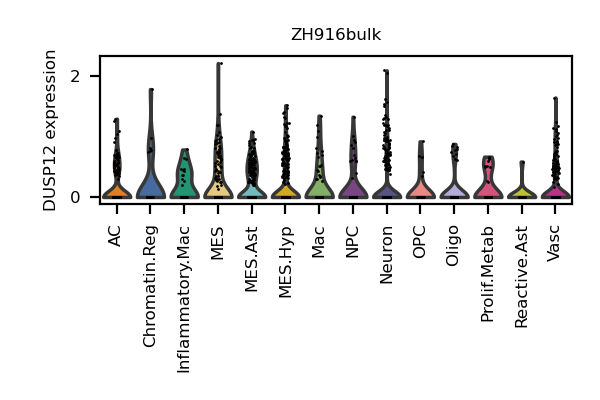 ZH916bulk
DUSP12 expression
2
0
AC
Chromatin.Reg
Inflammatory.Mac
MES
MES.Ast
MES.Hyp
Mac
NPC
Neuron
OPC
Oligo
Prolif.Metab
Reactive.Ast
Vasc